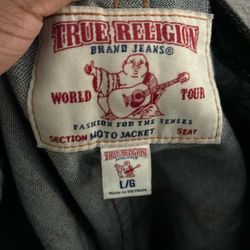 TRUE RELIGION
BRAND JEANS®
WORLD TOUR
FASHION FOR THE SENSES
SECTION MOTO JACKET SEAT
TRUE RELIGION
L/G